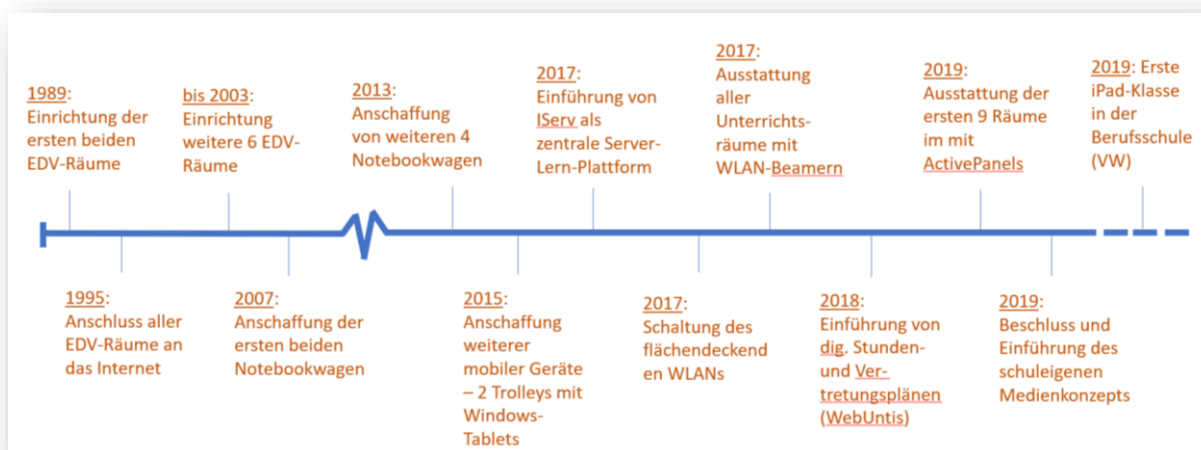 1989:
Einrichtung der
ersten beiden
EDV-Räume
bis 2003:
Einrichtung
weitere 6 EDV-
Räume
2013:
Anschaffung
von weiteren 4
Notebookwagen
2017:
Einführung von
IServ als
zentrale Server-
Lern-Plattform
2017:
Ausstattung
aller
Unterrichts-
räume mit
WLAN-Beamern
2019:
Ausstattung der
ersten 9 Räume
im mit
ActivePanels
2019: Erste
iPad-Klasse
in der
Berufsschule
(VW)
1995:
Anschluss aller
EDV-Räume an
das Internet
2007:
Anschaffung der
ersten beiden
Notebookwagen
2015:
Anschaffung
weiterer
mobiler Geräte
– 2 Trolleys mit
Windows-
Tablets
2017:
Schaltung des
flächendeckend
en WLANs
2018:
Einführung von
dig. Stunden-
und Ver-
tretungsplänen
(WebUntis)
2019:
Beschluss und
Einführung des
schuleigenen
Medienkonzepts